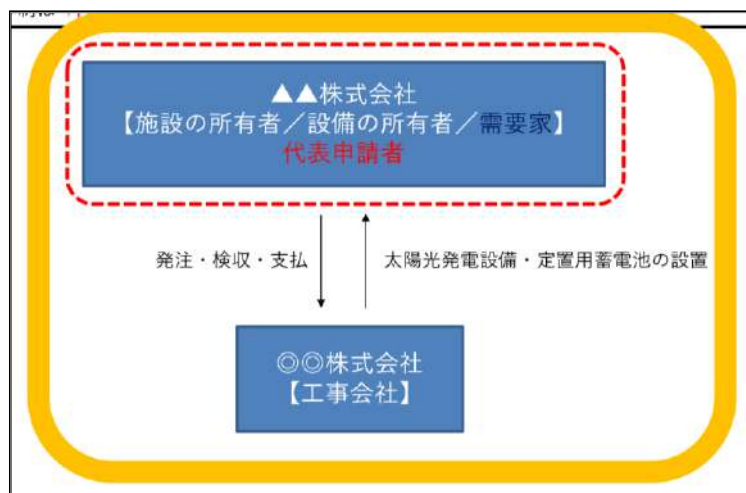 ▲▲株式会社
【施設の所有者／設備の所有者／需要家】
代表申請者
発注・検収・支払
太陽光発電設備・定置用蓄電池の設置
◎◎株式会社
【工事会社】